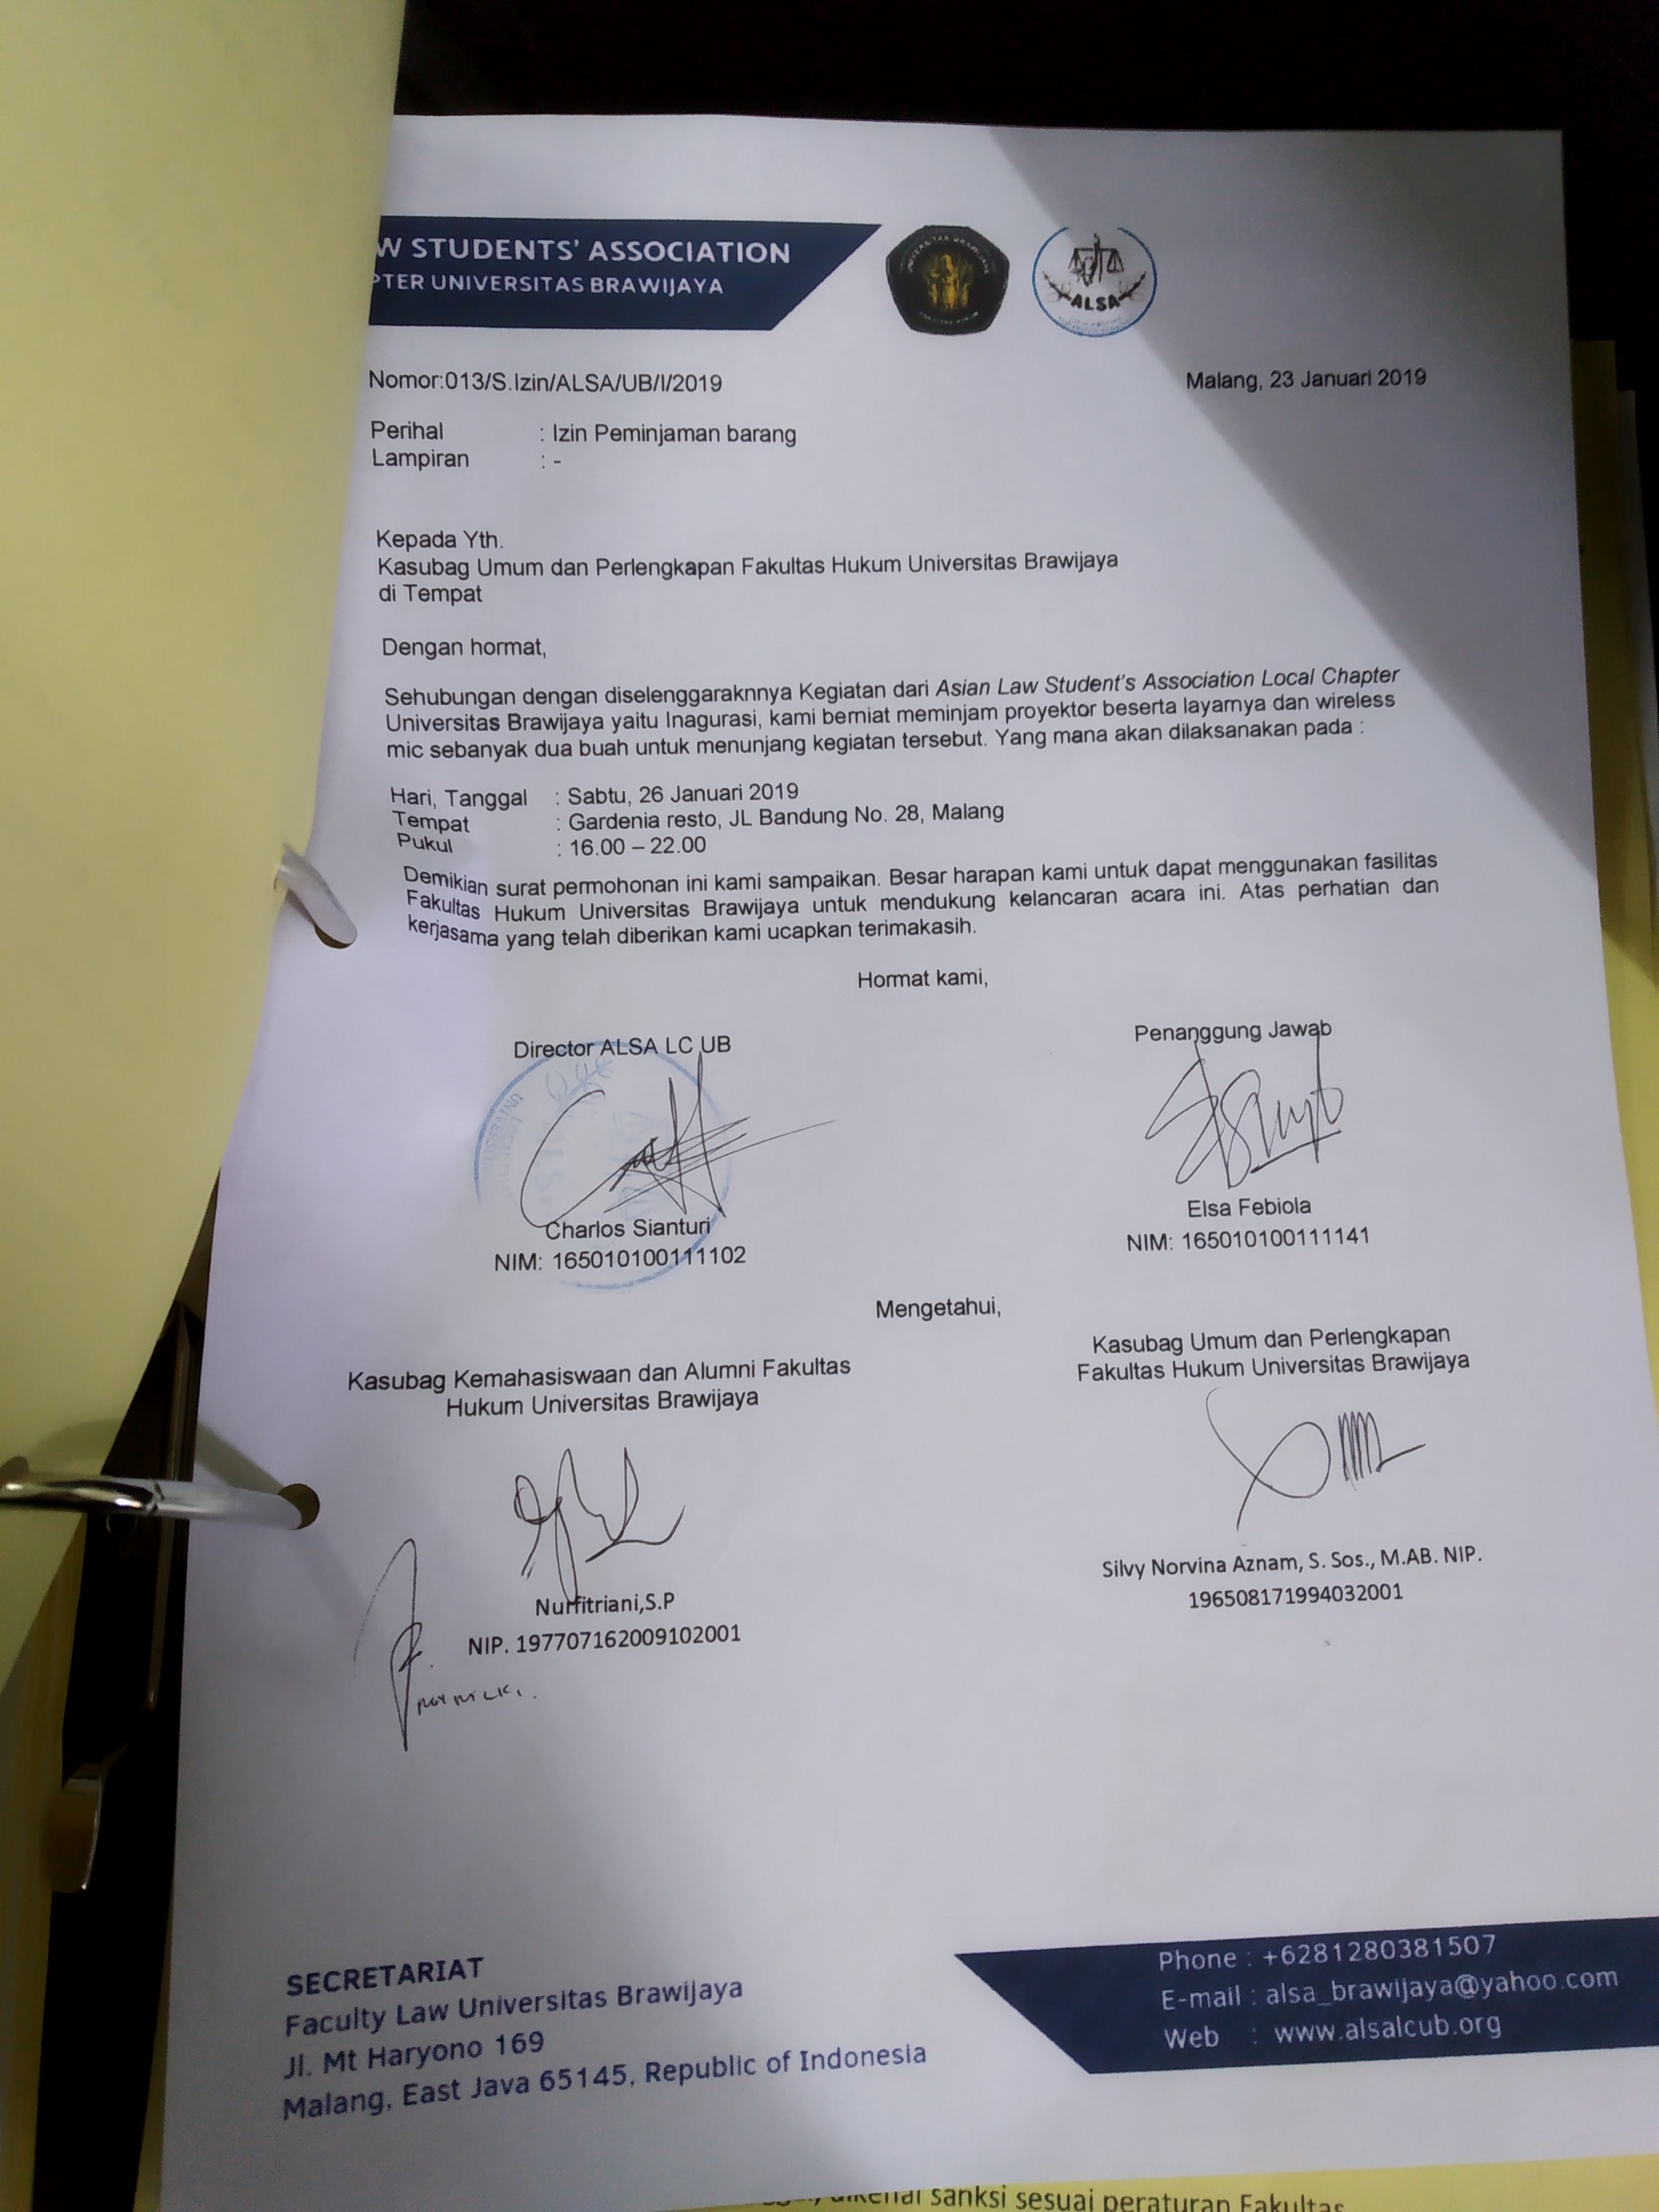 W STUDENTS' ASSOCIATION
PTER UNIVERSITAS BRAWIJAYA
ALSA
Nomor:013/S.Izin/ALSA/UB/I/2019
Malang, 23 Januari 2019
Perihal : Izin Peminjaman barang
Lampiran : -
Kepada Yth.
Kasubag Umum dan Perlengkapan Fakultas Hukum Universitas Brawijaya
di Tempat
Dengan hormat,
Sehubungan dengan diselenggaraknnya Kegiatan dari Asian Law Student's Association Local Chapter
Universitas Brawijaya yaitu Inagurasi, kami berniat meminjam proyektor beserta layarnya dan wireless
mic sebanyak dua buah untuk menunjang kegiatan tersebut. Yang mana akan dilaksanakan pada :
Hari, Tanggal : Sabtu, 26 Januari 2019
Tempat : Gardenia resto, JL Bandung No. 28, Malang
Pukul : 16.00 – 22.00
Demikian surat permohonan ini kami sampaikan. Besar harapan kami untuk dapat menggunakan fasilitas
Fakultas Hukum Universitas Brawijaya untuk mendukung kelancaran acara ini. Atas perhatian dan
kerjasama yang telah diberikan kami ucapkan terimakasih.
Hormat kami,
Director ALSA LC UB
Penanggung Jawab
Charlos Sianturi
NIM: 165010100111102
Elsa Febiola
NIM: 165010100111141
Mengetahui,
Kasubag Kemahasiswaan dan Alumni Fakultas
Hukum Universitas Brawijaya
Kasubag Umum dan Perlengkapan
Fakultas Hukum Universitas Brawijaya
Nurfitriani,S.P
NIP. 197707162009102001
Silvy Norvina Aznam, S. Sos., M.AB. NIP.
196508171994032001
SECRETARIAT
Faculty Law Universitas Brawijaya
Jl. Mt Haryono 169
Malang, East Java 65145, Republic of Indonesia
Phone : +6281280381507
E-mail : alsa_brawijaya@yahoo.com
Web : www.alsalcub.org
dikenai sanksi sesuai peraturan Fakultas